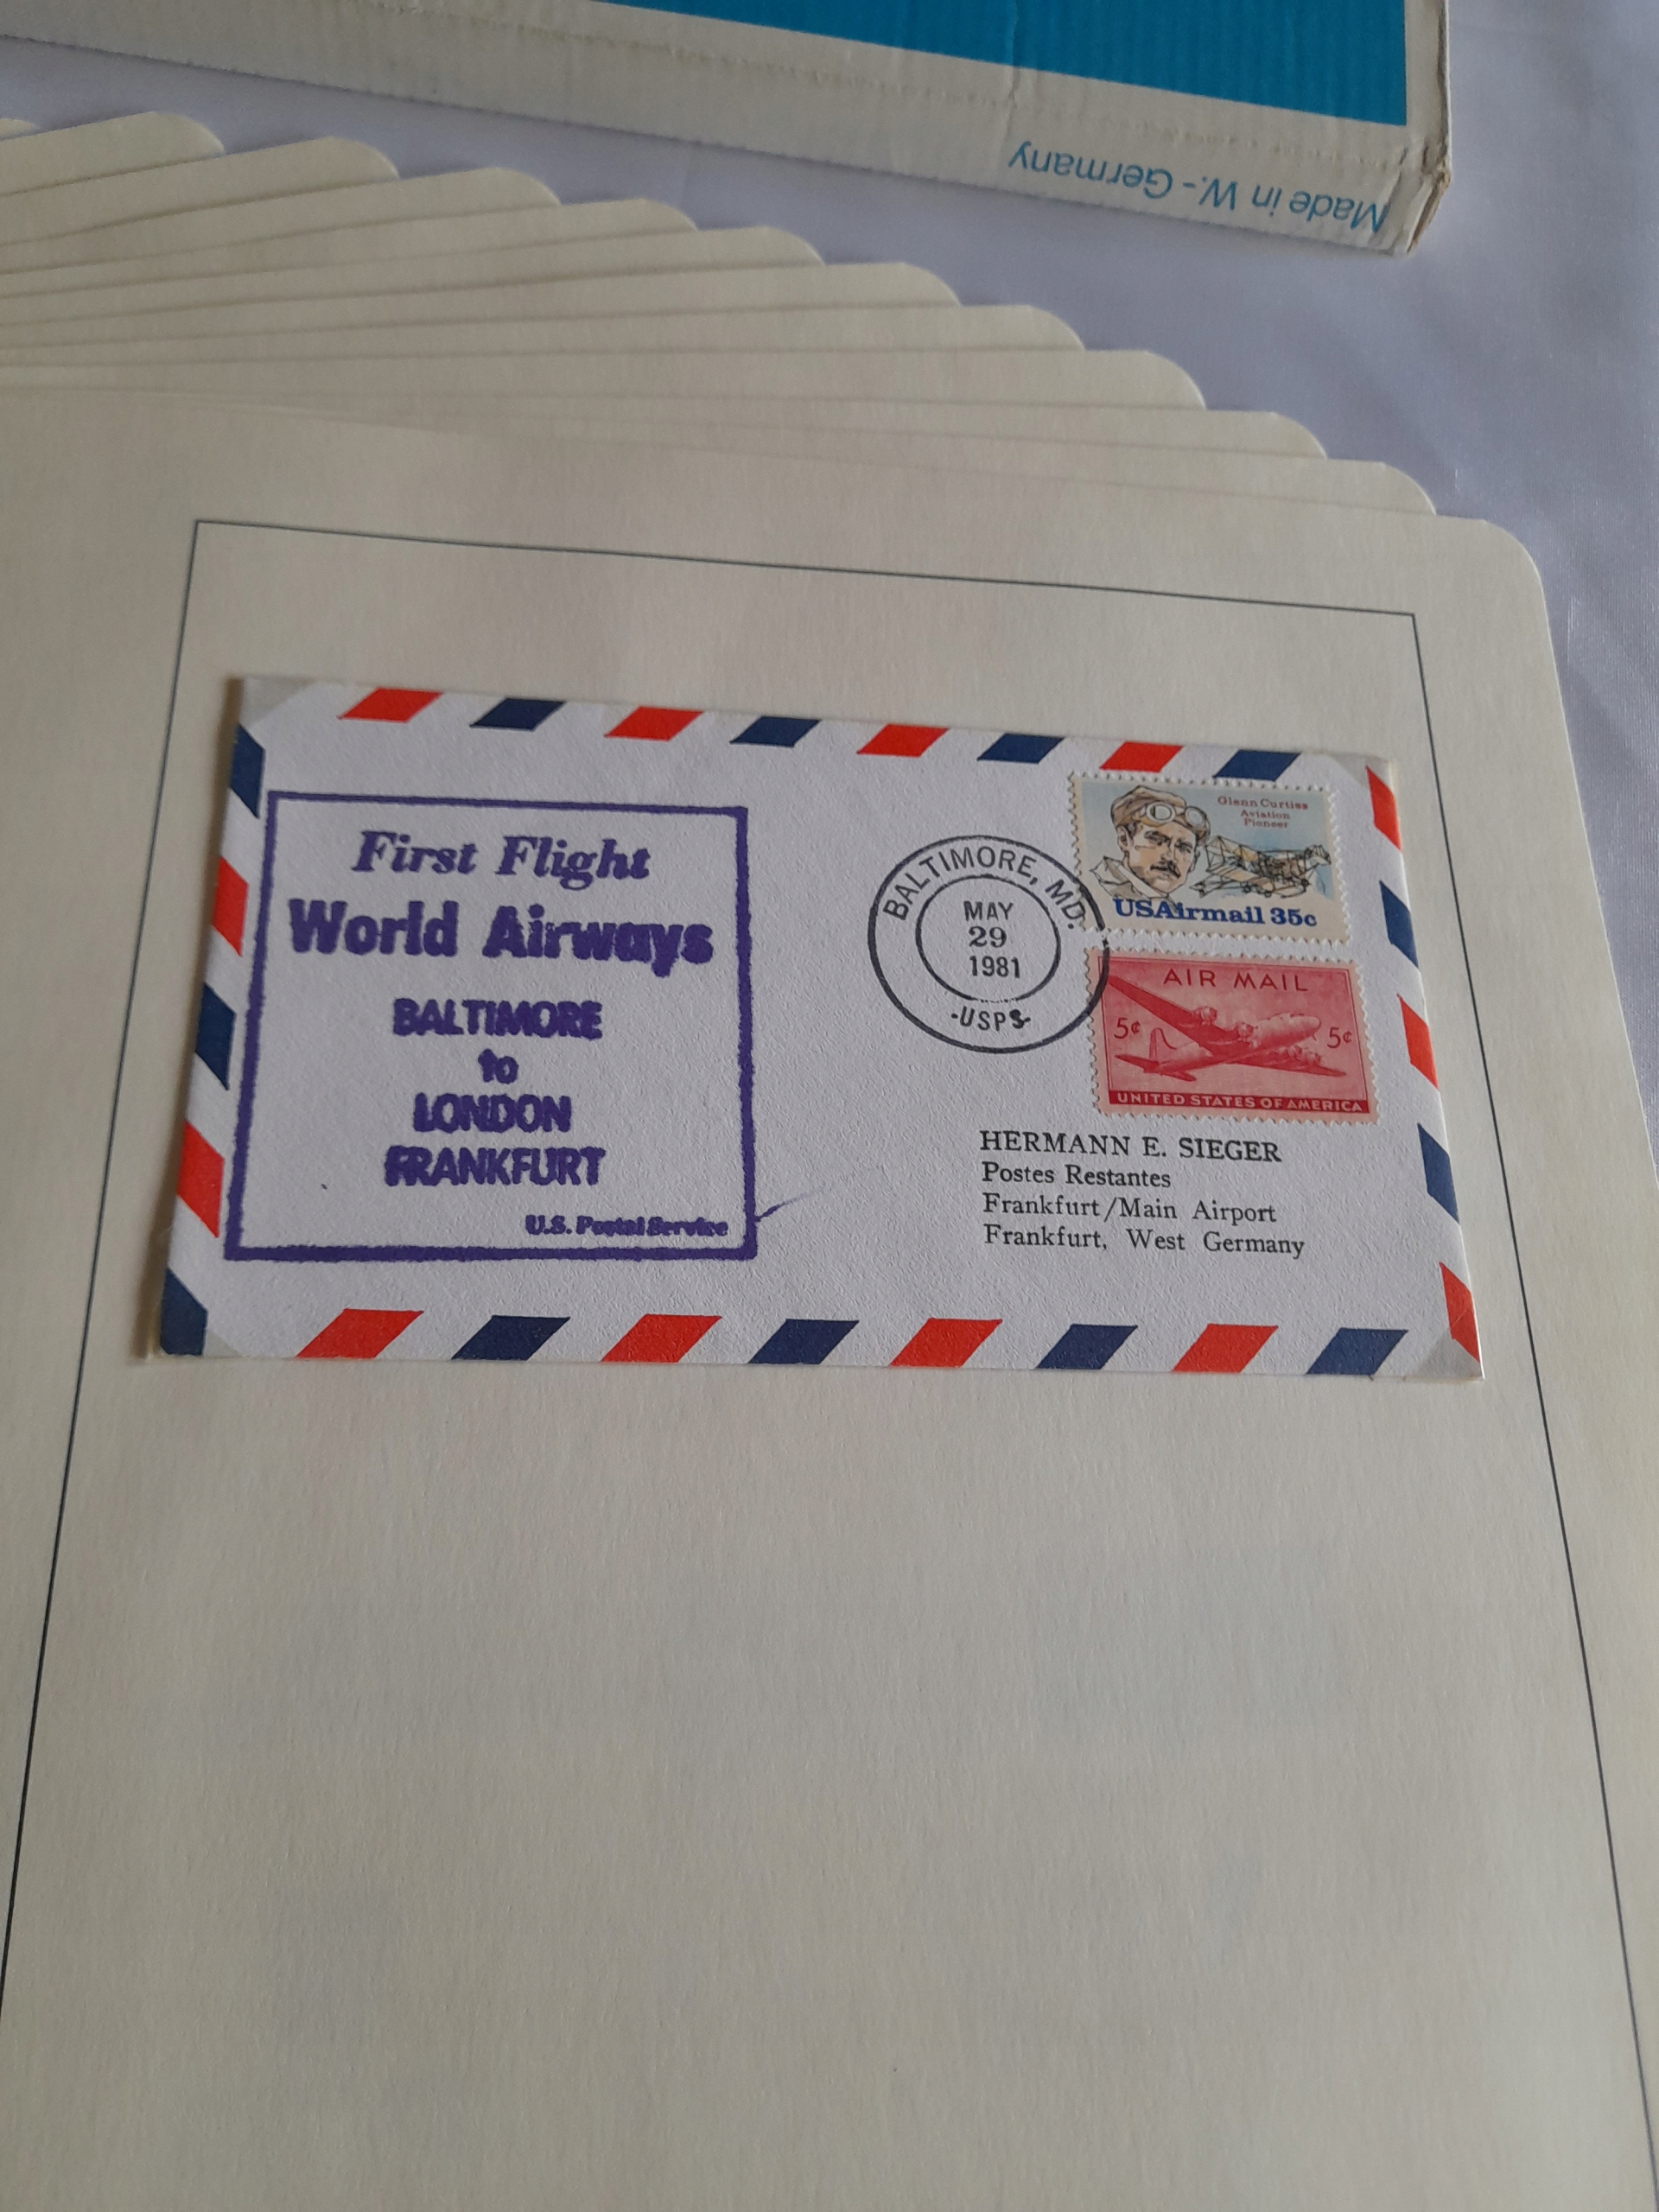 Made in W.-Germany
First Flight
World Airways
BALTIMORE
to
LONDON
FRANKFURT
U.S. Postal Service
BALTIMORE, MD.
MAY
29
1981
-USPS-
Glenn Curtiss
Aviation
Pioneer
USAirmail 35c
AIR MAIL
5¢ 5¢
UNITED STATES OF AMERICA
HERMANN E. SIEGER
Postes Restantes
Frankfurt/Main Airport
Frankfurt, West Germany